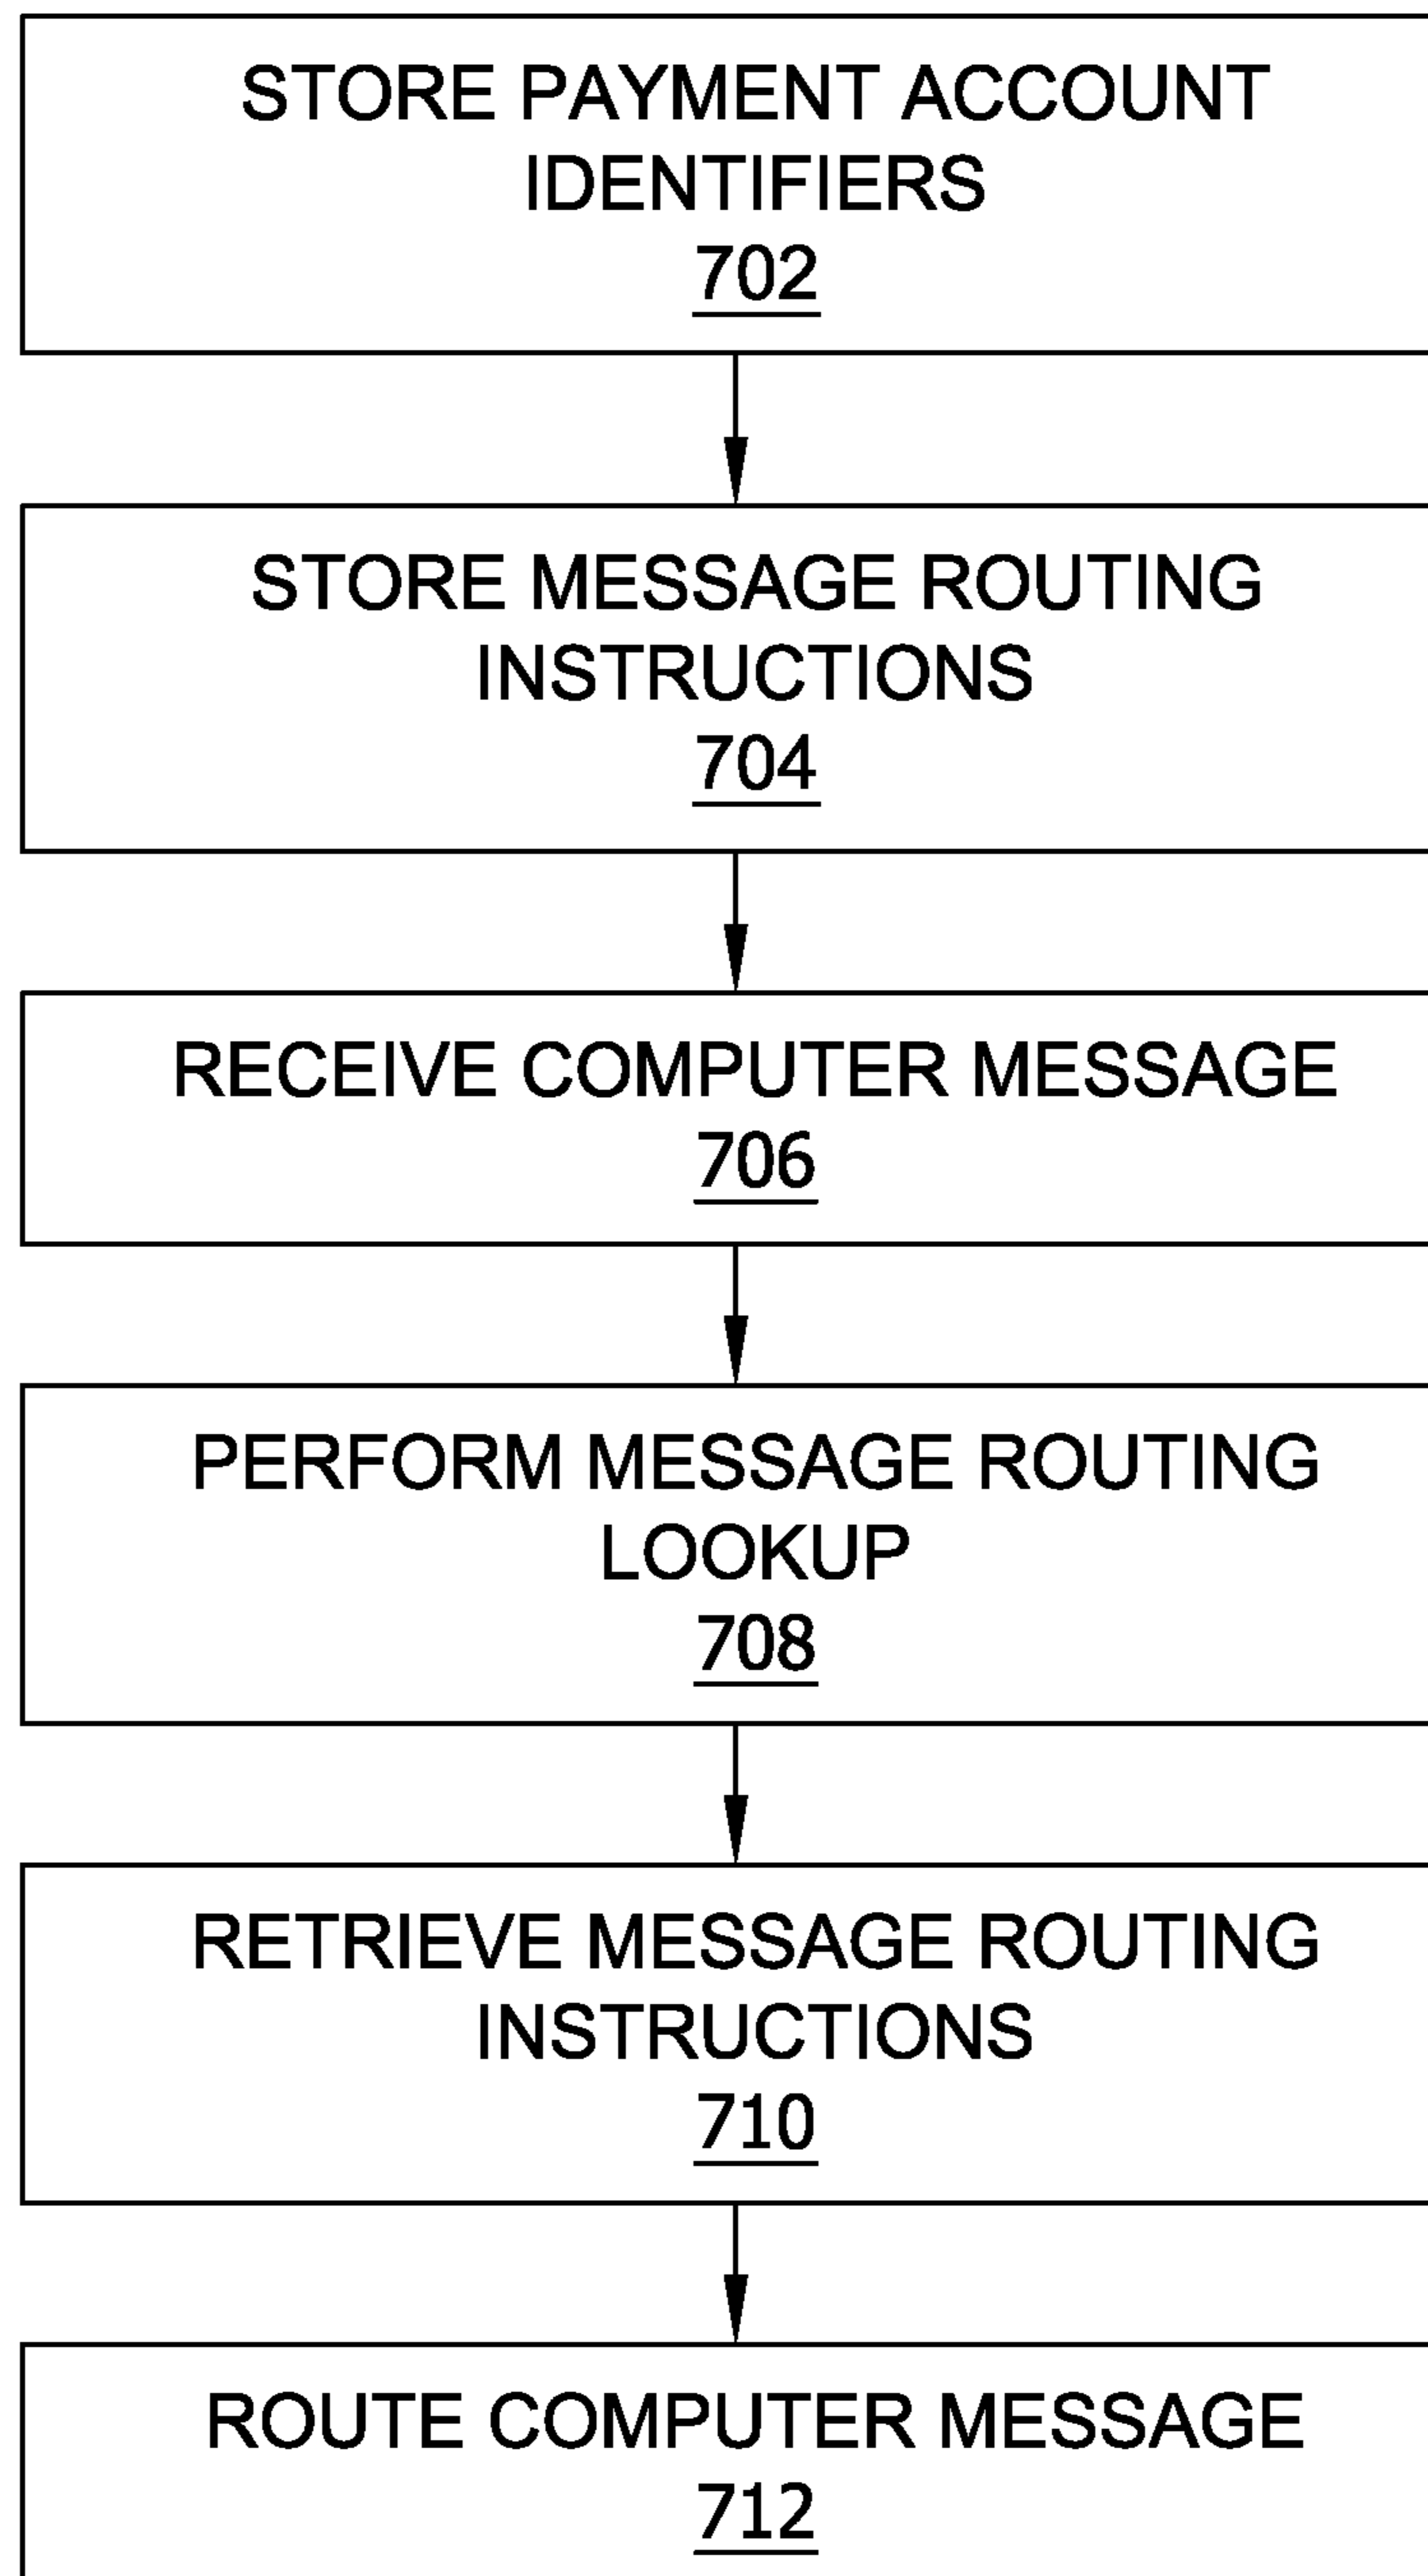 STORE PAYMENT ACCOUNT
IDENTIFIERS
702
STORE MESSAGE ROUTING
INSTRUCTIONS
704
RECEIVE COMPUTER MESSAGE
706
PERFORM MESSAGE ROUTING
LOOKUP
708
RETRIEVE MESSAGE ROUTING
INSTRUCTIONS
710
ROUTE COMPUTER MESSAGE
712